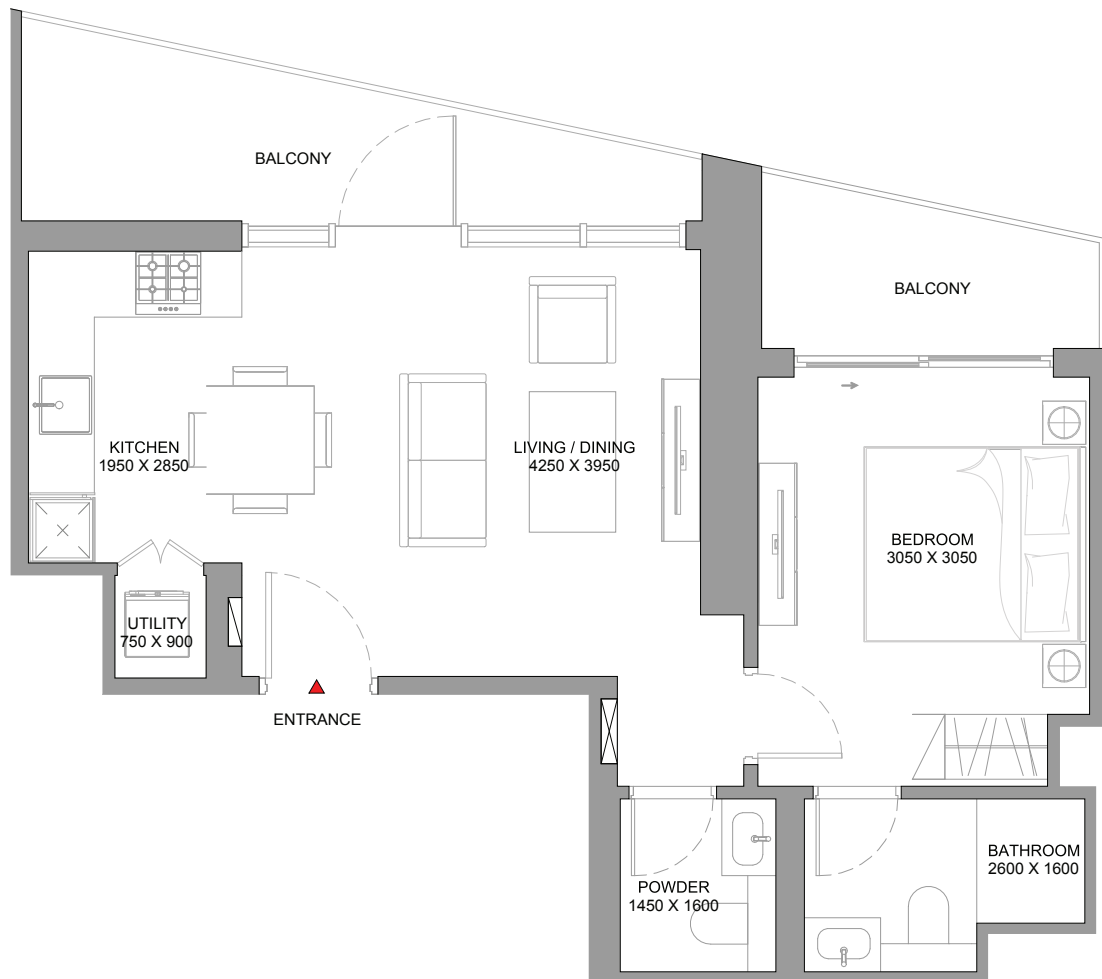 BALCONY
BALCONY
KITCHEN
1950 X 2850
LIVING / DINING
4250 X 3950
BEDROOM
3050 X 3050
UTILITY
750 X 900
ENTRANCE
BATHROOM
2600 X 1600
POWDER
1450 X 1600